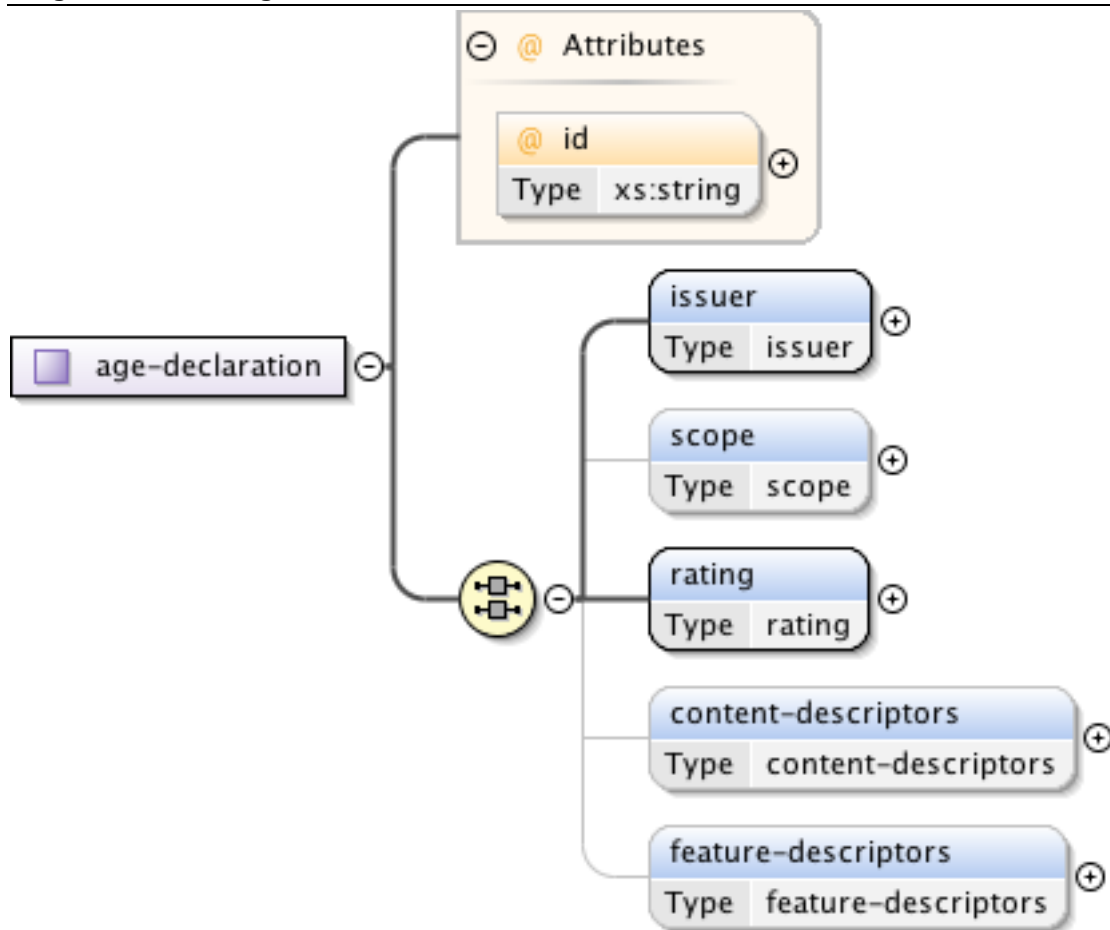 @ Attributes
@ id
Type xs:string
issuer
Type issuer
age-declaration
scope
Type scope
rating
Type rating
content-descriptors
Type content-descriptors
feature-descriptors
Type feature-descriptors